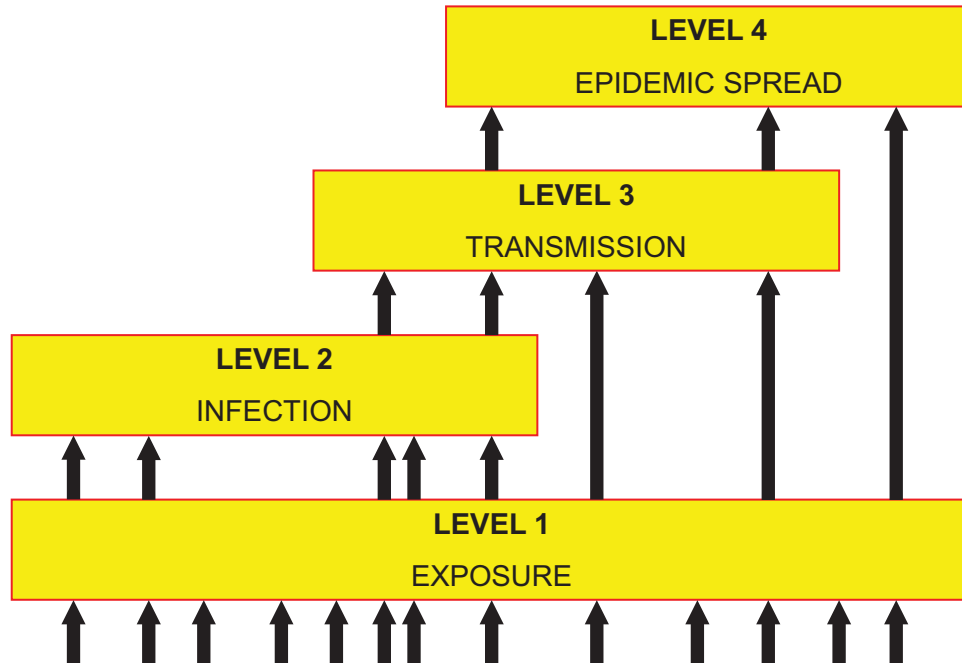 LEVEL 4
EPIDEMIC SPREAD
LEVEL 3
TRANSMISSION
LEVEL 2
INFECTION
LEVEL 1
EXPOSURE